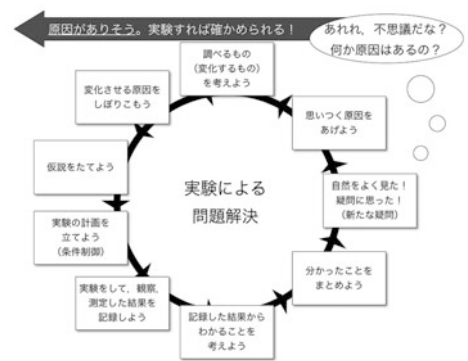 原因がありそう。実験すれば確かめられる！
あれれ、不思議だな？
何か原因はあるの？
調べるもの
（変化するもの）
を考えよう
思いつく原因を
あげよう
自然をよく見た！
疑問に思った！
（新たな疑問）
分かったことを
まとめよう
記録した結果から
わかることを
考えよう
実験をして、観察、
測定した結果を
記録しよう
実験の計画を
立てよう
（条件制御）
仮説をたてよう
変化させる原因を
しぼりこもう
実験による
問題解決